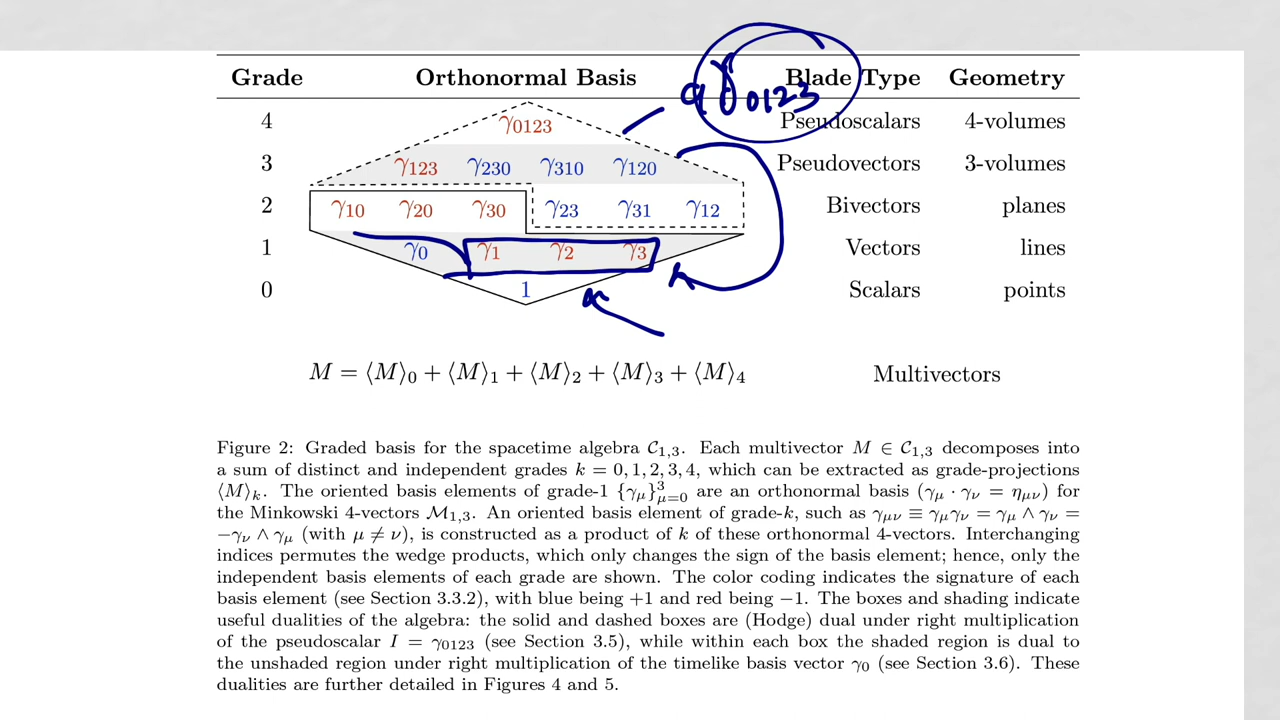 Grade Orthonormal Basis Blade Type Geometry
aγ0123
4 γ0123 Pseudoscalars 4-volumes
3 γ123 γ230 γ310 γ120 Pseudovectors 3-volumes
2 γ10 γ20 γ30 γ23 γ31 γ12 Bivectors planes
1 γ0 γ1 γ2 γ3 Vectors lines
0 1 Scalars points
M = ⟨M⟩0 + ⟨M⟩1 + ⟨M⟩2 + ⟨M⟩3 + ⟨M⟩4 Multivectors
Figure 2: Graded basis for the spacetime algebra C1,3. Each multivector M ∈ C1,3 decomposes into
a sum of distinct and independent grades k = 0, 1, 2, 3, 4, which can be extracted as grade-projections
⟨M⟩k. The oriented basis elements of grade-1 {γμ}³μ=0 are an orthonormal basis (γμ · γν = ημν) for
the Minkowski 4-vectors M1,3. An oriented basis element of grade-k, such as γμν ≡ γμγν = γμ ∧ γν =
−γν ∧ γμ (with μ ≠ ν), is constructed as a product of k of these orthonormal 4-vectors. Interchanging
indices permutes the wedge products, which only changes the sign of the basis element; hence, only the
independent basis elements of each grade are shown. The color coding indicates the signature of each
basis element (see Section 3.3.2), with blue being +1 and red being −1. The boxes and shading indicate
useful dualities of the algebra: the solid and dashed boxes are (Hodge) dual under right multiplication
of the pseudoscalar I = γ0123 (see Section 3.5), while within each box the shaded region is dual to
the unshaded region under right multiplication of the timelike basis vector γ0 (see Section 3.6). These
dualities are further detailed in Figures 4 and 5.